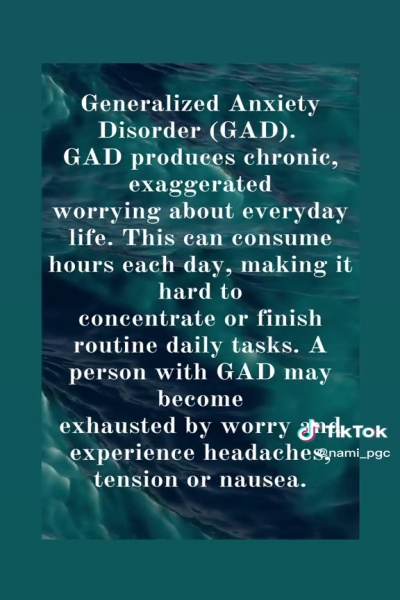 Generalized Anxiety
Disorder (GAD).
GAD produces chronic,
exaggerated
worrying about everyday
life. This can consume
hours each day, making it
hard to
concentrate or finish
routine daily tasks. A
person with GAD may
become
exhausted by worry and
experience headaches,
tension or nausea.
TikTok
@nami_pgc